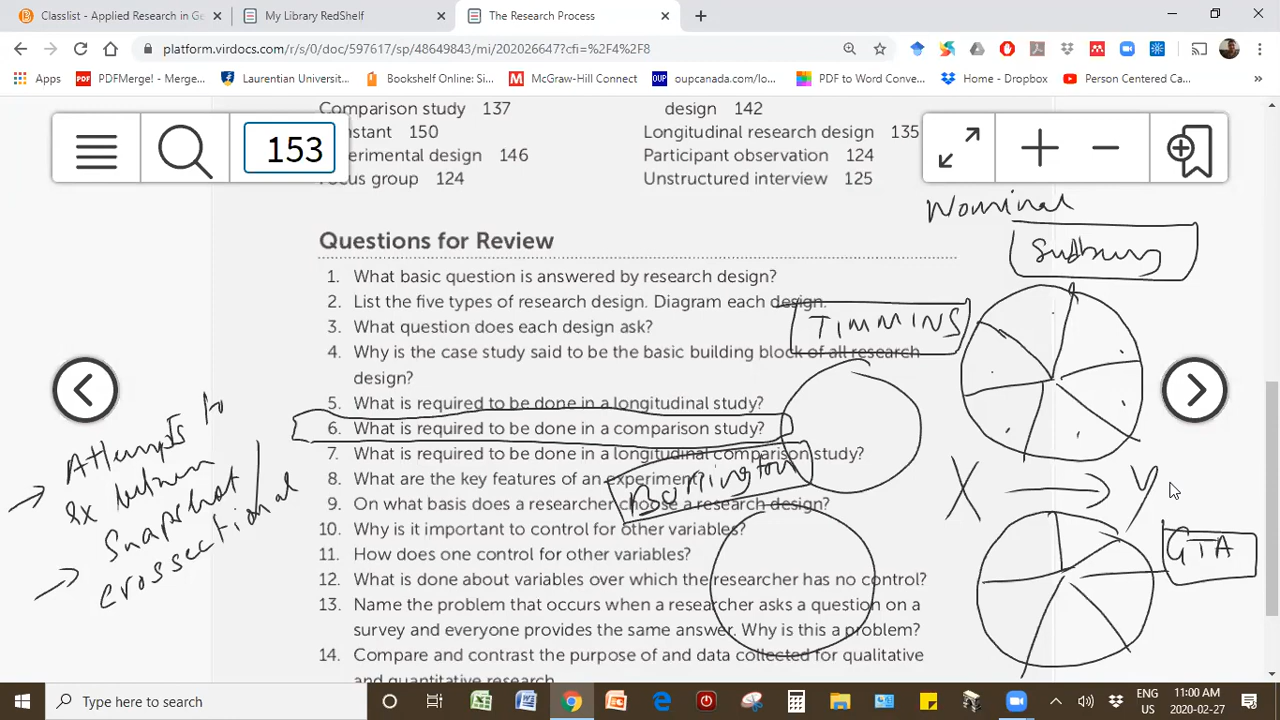 Classlist - Applied Research in Ge
My Library RedShelf
The Research Process
platform.virdocs.com/r/s/0/doc/597617/sp/48649843/mi/202026647?cfi=%2F4%2F8
Apps
PDFMerge! - Merge...
Laurentian Universit...
Bookshelf Online: Si...
McGraw-Hill Connect
oupcanada.com/lo...
PDF to Word Conve...
Home - Dropbox
Person Centered Ca...
Comparison study 137
design 142
153
nstant 150
Longitudinal research design 135
erimental design 146
Participant observation 124
Focus group 124
Unstructured interview 125
Nominal
Sudbury
Questions for Review
1. What basic question is answered by research design?
2. List the five types of research design. Diagram each design.
TIMMINS
3. What question does each design ask?
4. Why is the case study said to be the basic building block of all research
design?
5. What is required to be done in a longitudinal study?
6. What is required to be done in a comparison study?
7. What is required to be done in a longitudinal comparison study?
8. What are the key features of an experiment?
9. On what basis does a researcher choose a research design?
10. Why is it important to control for other variables?
11. How does one control for other variables?
12. What is done about variables over which the researcher has no control?
13. Name the problem that occurs when a researcher asks a question on a
survey and everyone provides the same answer. Why is this a problem?
14. Compare and contrast the purpose of and data collected for qualitative
and quantitative research.
Attempts to
Snapshot/
crossectional
X Y
GTA
Type here to search
ENG
US
11:00 AM
2020-02-27